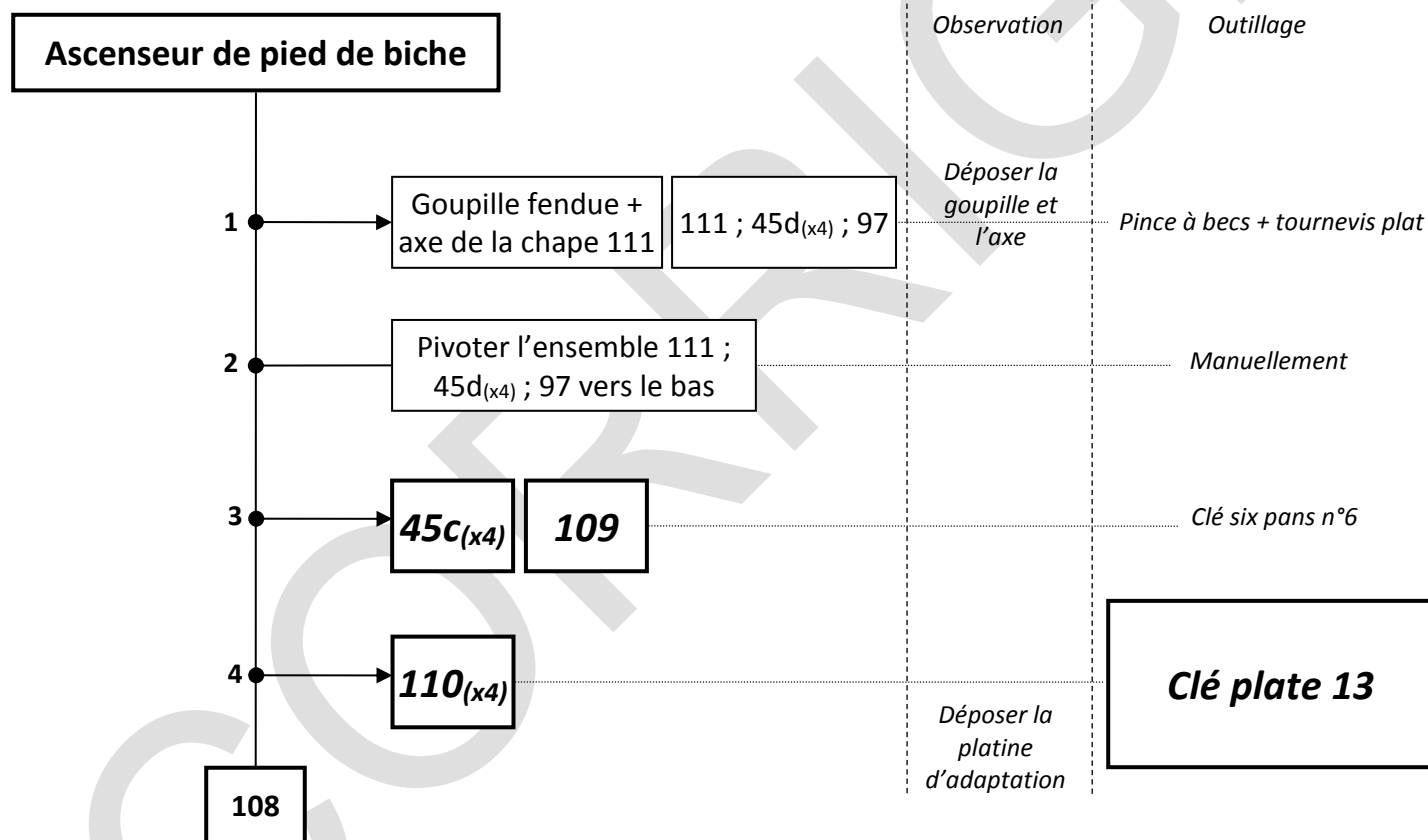 Observation
Outillage
Ascenseur de pied de biche
1
Goupille fendue +
axe de la chape 111
111 ; 45d(x4) ; 97
Déposer la
goupille et
l’axe
Pince à becs + tournevis plat
2
Pivoter l’ensemble 111 ;
45d(x4) ; 97 vers le bas
Manuellement
3
45c(x4)
109
Clé six pans n°6
4
110(x4)
Déposer la
platine
d’adaptation
Clé plate 13
108